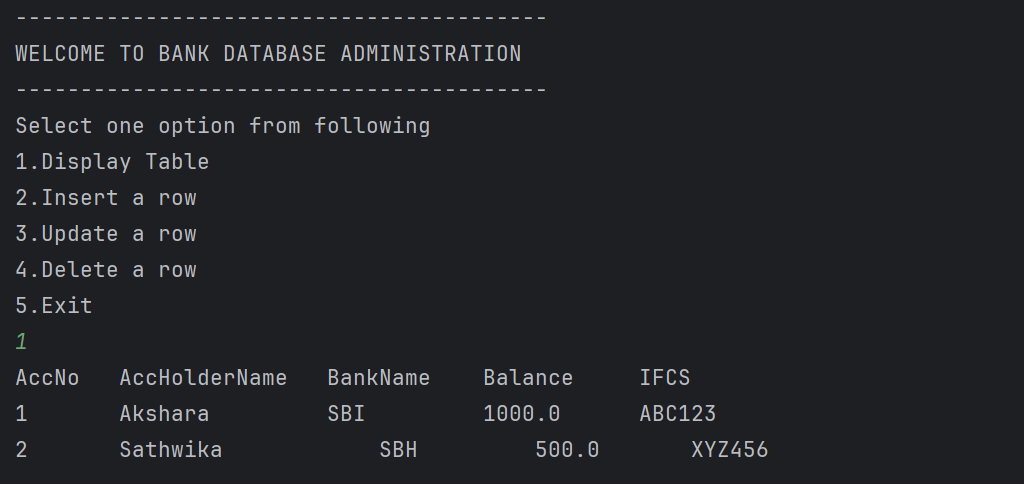 -----------------------------------------
WELCOME TO BANK DATABASE ADMINISTRATION
-----------------------------------------
Select one option from following
1.Display Table
2.Insert a row
3.Update a row
4.Delete a row
5.Exit
1
AccNo   AccHolderName   BankName    Balance     IFCS
1       Akshara         SBI         1000.0      ABC123
2       Sathwika            SBH         500.0       XYZ456